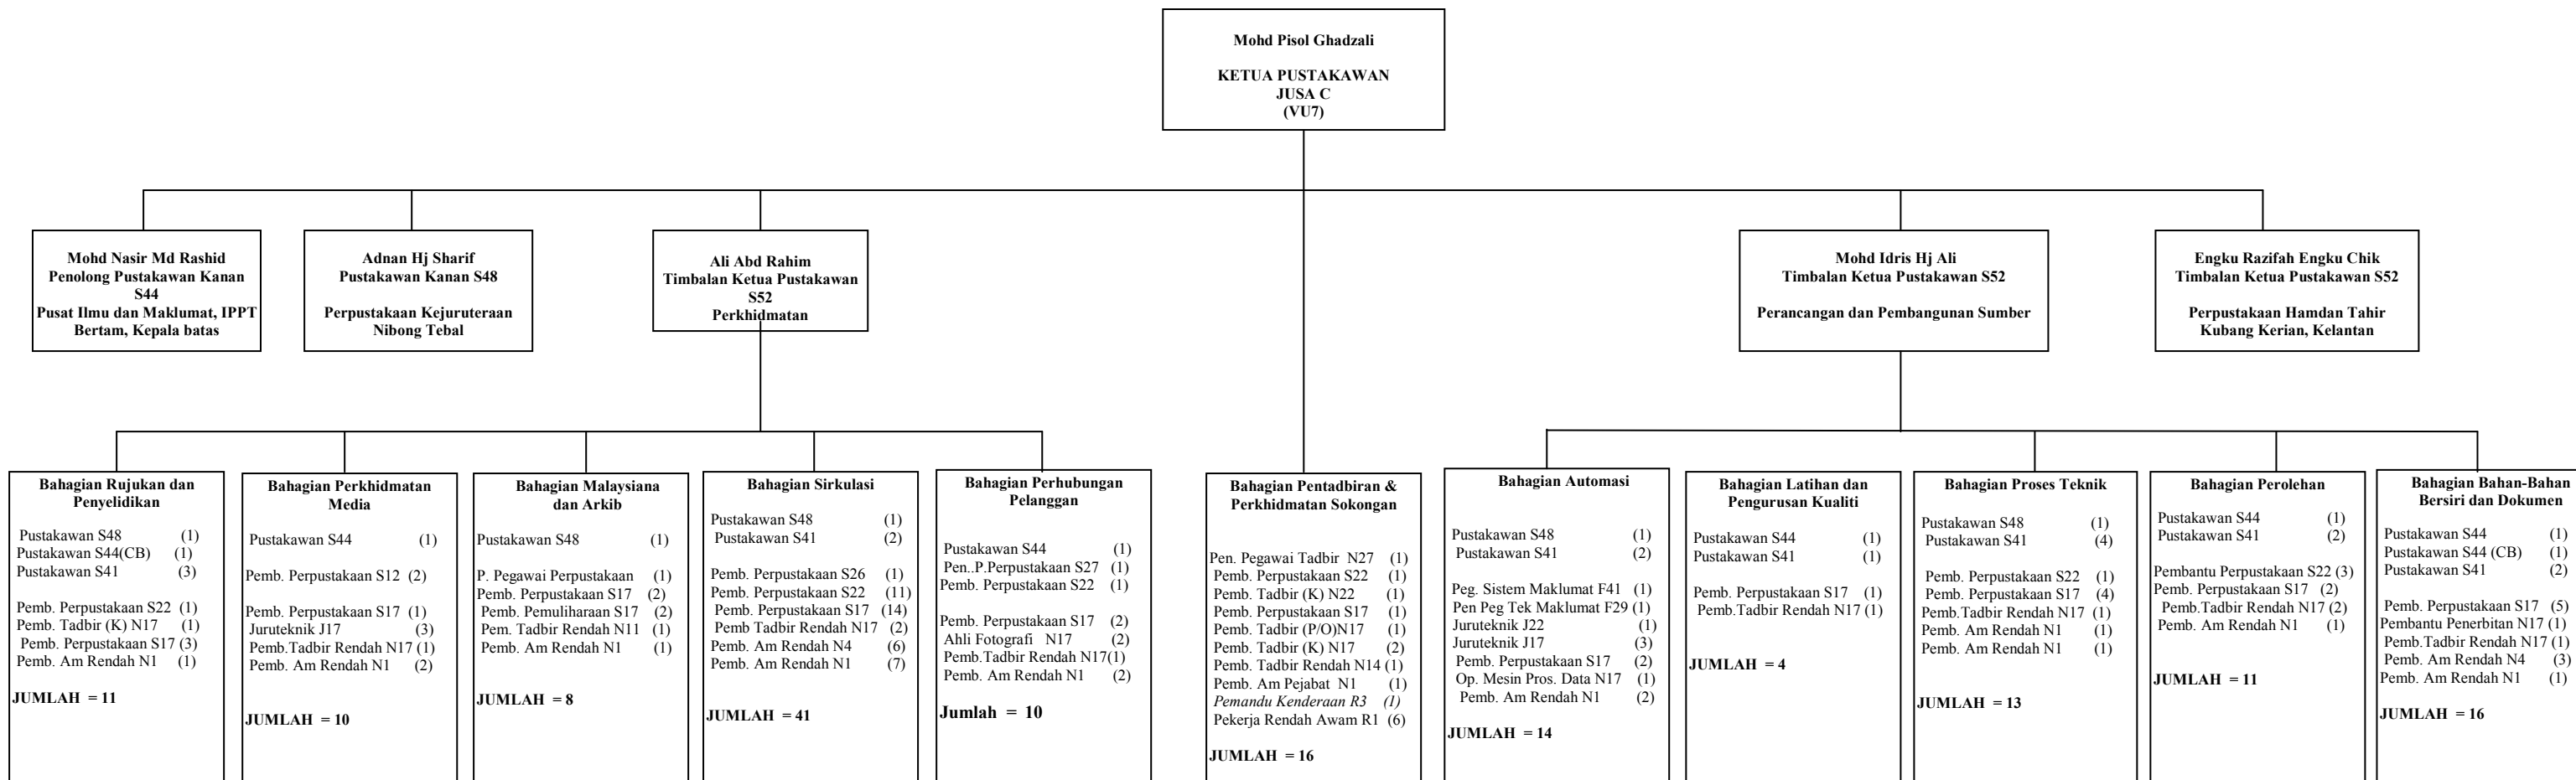 Mohd Pisol Ghadzali
KETUA PUSTAKAWAN
JUSA C
(VU7)
Mohd Nasir Md Rashid
Penolong Pustakawan Kanan
S44
Pusat Ilmu dan Maklumat, IPPT
Bertam, Kepala batas
Adnan Hj Sharif
Pustakawan Kanan S48
Perpustakaan Kejuruteraan
Nibong Tebal
Ali Abd Rahim
Timbalan Ketua Pustakawan
S52
Perkhidmatan
Mohd Idris Hj Ali
Timbalan Ketua Pustakawan S52
Perancangan dan Pembangunan Sumber
Engku Razifah Engku Chik
Timbalan Ketua Pustakawan S52
Perpustakaan Hamdan Tahir
Kubang Kerian, Kelantan
Bahagian Rujukan dan
Penyelidikan
Pustakawan S48 (1)
Pustakawan S44(CB) (1)
Pustakawan S41 (3)
Pemb. Perpustakaan S22 (1)
Pemb. Tadbir (K) N17 (1)
Pemb. Perpustakaan S17 (3)
Pemb. Am Rendah N1 (1)
JUMLAH = 11
Bahagian Perkhidmatan
Media
Pustakawan S44 (1)
Pemb. Perpustakaan S12 (2)
Pemb. Perpustakaan S17 (1)
Juruteknik J17 (3)
Pemb.Tadbir Rendah N17 (1)
Pemb. Am Rendah N1 (2)
JUMLAH = 10
Bahagian Malaysiana
dan Arkib
Pustakawan S48 (1)
P. Pegawai Perpustakaan (1)
Pemb. Perpustakaan S17 (2)
Pemb. Pemuliharaan S17 (2)
Pem. Tadbir Rendah N11 (1)
Pemb. Am Rendah N1 (1)
JUMLAH = 8
Bahagian Sirkulasi
Pustakawan S48 (1)
Pustakawan S41 (2)
Pemb. Perpustakaan S26 (1)
Pemb. Perpustakaan S22 (11)
Pemb. Perpustakaan S17 (14)
Pemb Tadbir Rendah N17 (2)
Pemb. Am Rendah N4 (6)
Pemb. Am Rendah N1 (7)
JUMLAH = 41
Bahagian Perhubungan
Pelanggan
Pustakawan S44 (1)
Pen..P.Perpustakaan S27 (1)
Pemb. Perpustakaan S22 (1)
Pemb. Perpustakaan S17 (2)
Ahli Fotografi N17 (2)
Pemb.Tadbir Rendah N17(1)
Pemb. Am Rendah N1 (2)
Jumlah = 10
Bahagian Pentadbiran &
Perkhidmatan Sokongan
Pen. Pegawai Tadbir N27 (1)
Pemb. Perpustakaan S22 (1)
Pemb. Tadbir (K) N22 (1)
Pemb. Perpustakaan S17 (1)
Pemb. Tadbir (P/O)N17 (1)
Pemb. Tadbir (K) N17 (2)
Pemb. Tadbir Rendah N14 (1)
Pemb. Am Pejabat N1 (1)
Pemandu Kenderaan R3 (1)
Pekerja Rendah Awam R1 (6)
JUMLAH = 16
Bahagian Automasi
Pustakawan S48 (1)
Pustakawan S41 (2)
Peg. Sistem Maklumat F41 (1)
Pen Peg Tek Maklumat F29 (1)
Juruteknik J22 (1)
Juruteknik J17 (3)
Pemb. Perpustakaan S17 (2)
Op. Mesin Pros. Data N17 (1)
Pemb. Am Rendah N1 (2)
JUMLAH = 14
Bahagian Latihan dan
Pengurusan Kualiti
Pustakawan S44 (1)
Pustakawan S41 (1)
Pemb. Perpustakaan S17 (1)
Pemb.Tadbir Rendah N17 (1)
JUMLAH = 4
Bahagian Proses Teknik
Pustakawan S48 (1)
Pustakawan S41 (4)
Pemb. Perpustakaan S22 (1)
Pemb. Perpustakaan S17 (4)
Pemb.Tadbir Rendah N17 (1)
Pemb. Am Rendah N1 (1)
Pemb. Am Rendah N1 (1)
JUMLAH = 13
Bahagian Perolehan
Pustakawan S44 (1)
Pustakawan S41 (2)
Pembantu Perpustakaan S22 (3)
Pemb. Perpustakaan S17 (2)
Pemb.Tadbir Rendah N17 (2)
Pemb. Am Rendah N1 (1)
JUMLAH = 11
Bahagian Bahan-Bahan
Bersiri dan Dokumen
Pustakawan S44 (1)
Pustakawan S44 (CB) (1)
Pustakawan S41 (2)
Pemb. Perpustakaan S17 (5)
Pembantu Penerbitan N17 (1)
Pemb.Tadbir Rendah N17 (1)
Pemb. Am Rendah N4 (3)
Pemb. Am Rendah N1 (1)
JUMLAH = 16